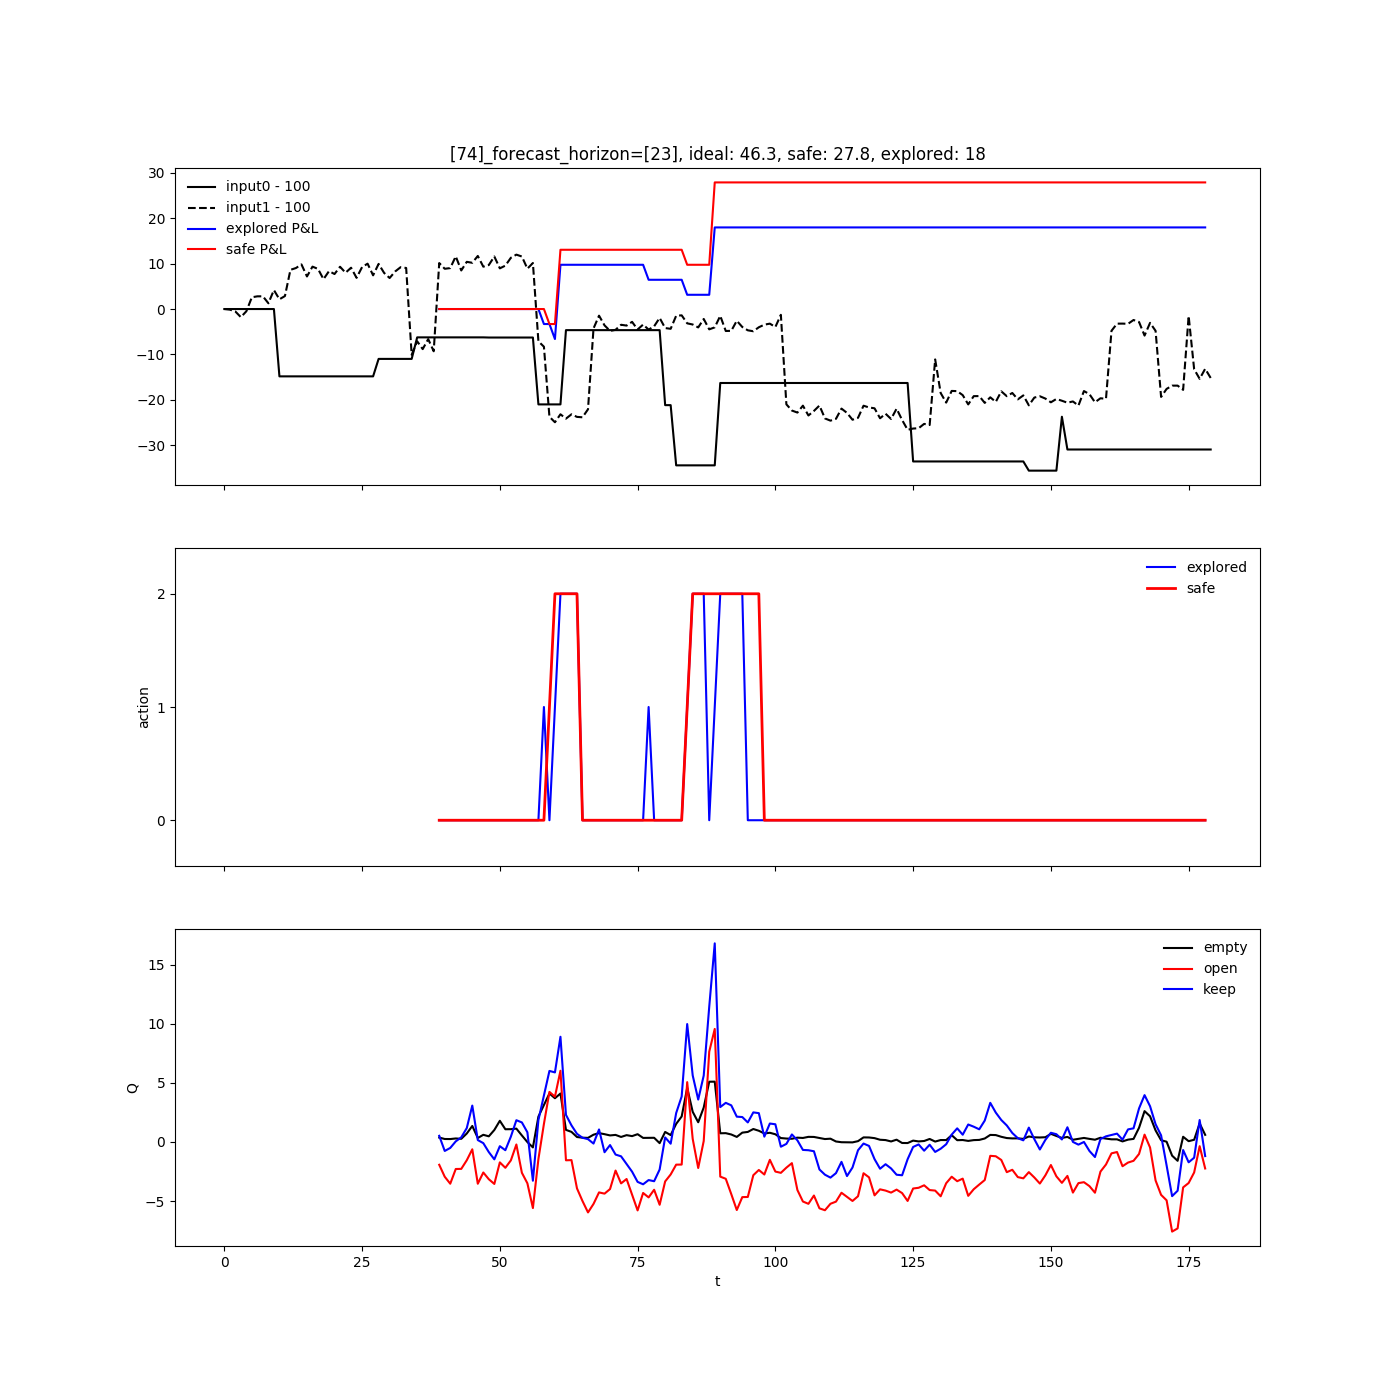 [74]_forecast_horizon=[23], ideal: 46.3, safe: 27.8, explored: 18
30
20
10
0
−10
−20
−30
input0 - 100
input1 - 100
explored P&L
safe P&L
2
1
0
action
explored
safe
15
10
5
0
−5
Q
empty
open
keep
0
25
50
75
100
125
150
175
t